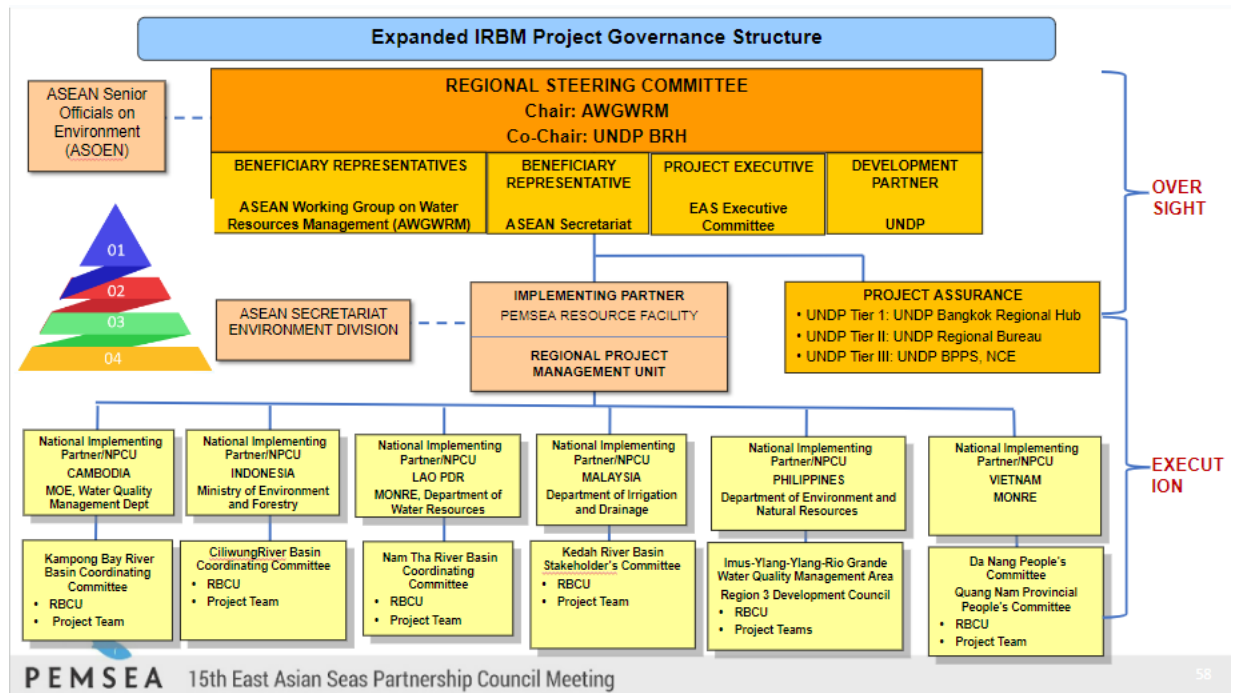 Expanded IRBM Project Governance Structure
ASEAN Senior
Officials on
Environment
(ASOEN)
REGIONAL STEERING COMMITTEE
Chair: AWGWRM
Co-Chair: UNDP BRH
BENEFICIARY REPRESENTATIVES
ASEAN Working Group on Water
Resources Management (AWGWRM)
BENEFICIARY
REPRESENTATIVE
ASEAN Secretariat
PROJECT EXECUTIVE
EAS Executive
Committee
DEVELOPMENT
PARTNER
UNDP
OVER
SIGHT
01
02
03
04
ASEAN SECRETARIAT
ENVIRONMENT DIVISION
IMPLEMENTING PARTNER
PEMSEA RESOURCE FACILITY
REGIONAL PROJECT
MANAGEMENT UNIT
PROJECT ASSURANCE
• UNDP Tier 1: UNDP Bangkok Regional Hub
• UNDP Tier II: UNDP Regional Bureau
• UNDP Tier III: UNDP BPPS, NCE
National Implementing
Partner/NPCU
CAMBODIA
MOE, Water Quality
Management Dept
National Implementing
Partner/NPCU
INDONESIA
Ministry of Environment
and Forestry
National Implementing
Partner/NPCU
LAO PDR
MONRE, Department of
Water Resources
National Implementing
Partner/NPCU
MALAYSIA
Department of Irrigation
and Drainage
National Implementing
Partner/NPCU
PHILIPPINES
Department of Environment and
Natural Resources
National Implementing
Partner/NPCU
VIETNAM
MONRE
EXECUT
ION
Kampong Bay River
Basin Coordinating
Committee
• RBCU
• Project Team
CiliwungRiver Basin
Coordinating Committee
• RBCU
• Project Team
Nam Tha River Basin
Coordinating
Committee
• RBCU
• Project Team
Kedah River Basin
Stakeholder's Committee
• RBCU
• Project Team
Imus-Ylang-Ylang-Rio Grande
Water Quality Management Area
Region 3 Development Council
• RBCU
• Project Teams
Da Nang People's
Committee
Quang Nam Provincial
People's Committee
• RBCU
• Project Team
PEMSEA 15th East Asian Seas Partnership Council Meeting
58